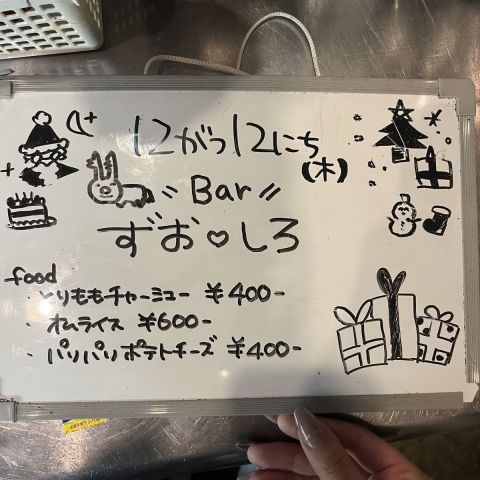 12がつ12にち
(木)
〃Bar〃
ずお♡しろ
food
・とりももチャーミュー ¥400-
・オムライス ¥600-
・パリパリポテトチーズ ¥400-